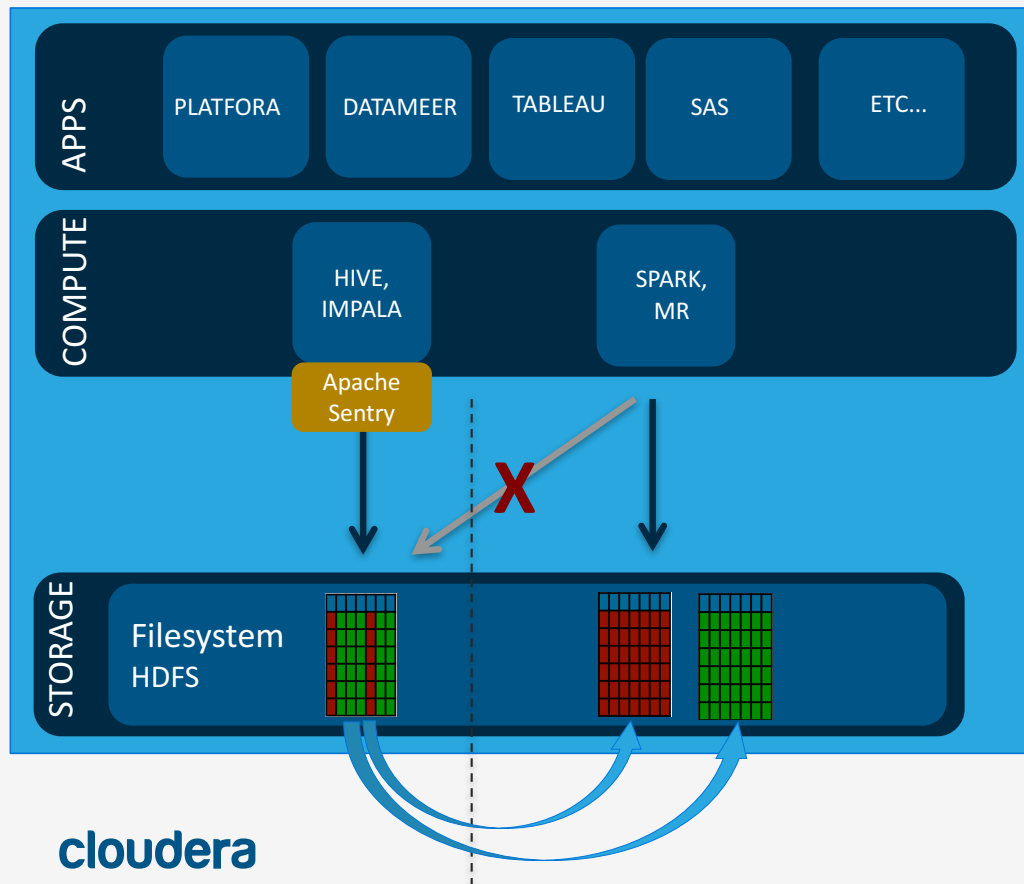 APPS
PLATFORA
DATAMEER
TABLEAU
SAS
ETC...
COMPUTE
HIVE,
IMPALA
SPARK,
MR
Apache
Sentry
X
STORAGE
Filesystem
HDFS
cloudera